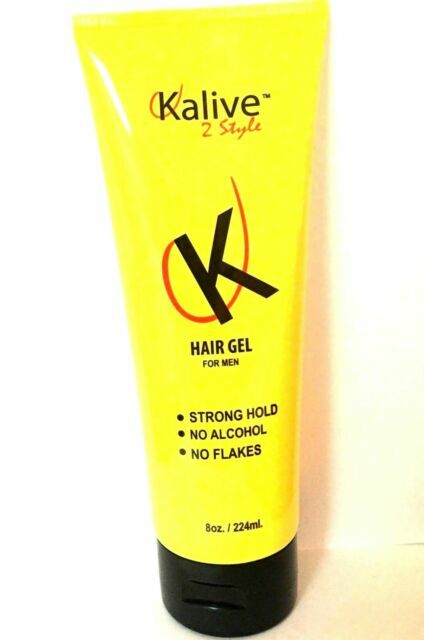 Kalive™
2 Style
K
HAIR GEL
FOR MEN
• STRONG HOLD
• NO ALCOHOL
• NO FLAKES
8oz. / 224ml.